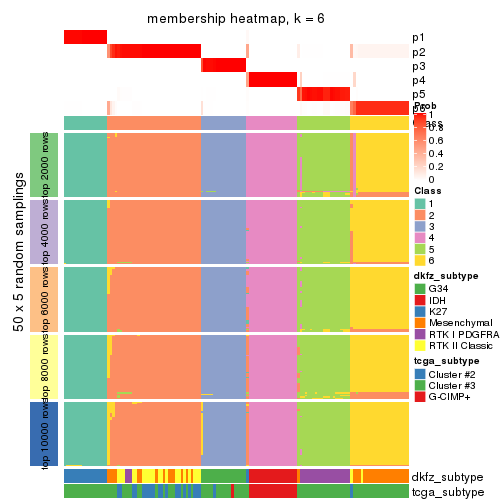 membership heatmap, k = 6
p1
p2
p3
p4
p5
Prob
1
0.8
0.6
0.4
0.2
0
Class
1
2
3
4
5
6
dkfz_subtype
G34
IDH
K27
Mesenchymal
RTK I PDGFRA
RTK II Classic
tcga_subtype
Cluster #2
Cluster #3
G-CIMP+
50 x 5 random samplings
top 2000 rows
top 4000 rows
top 6000 rows
top 8000 rows
top 10000 rows
dkfz_subtype
tcga_subtype